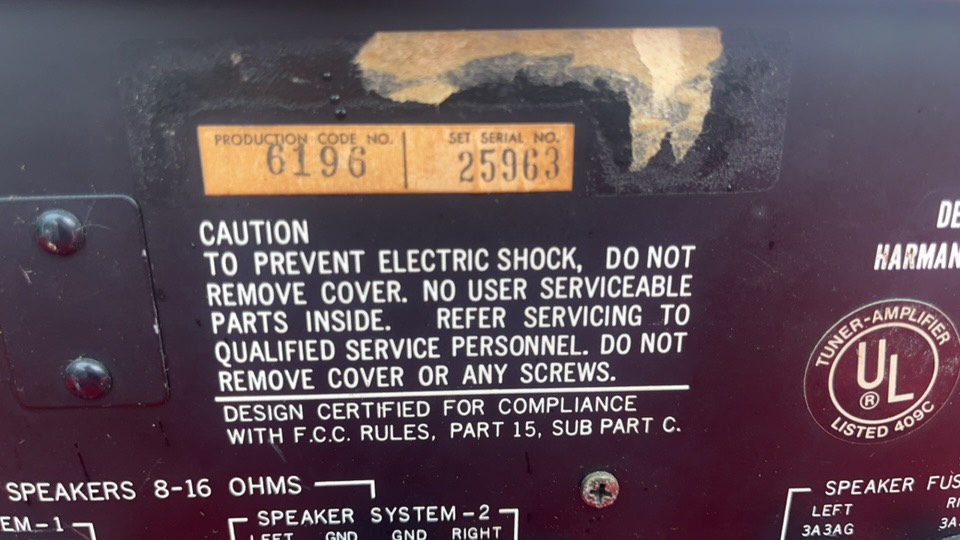 PRODUCTION CODE NO. SET SERIAL NO.
6196 25963
CAUTION
TO PREVENT ELECTRIC SHOCK, DO NOT
REMOVE COVER. NO USER SERVICEABLE
PARTS INSIDE. REFER SERVICING TO
QUALIFIED SERVICE PERSONNEL. DO NOT
REMOVE COVER OR ANY SCREWS.
DESIGN CERTIFIED FOR COMPLIANCE
WITH F.C.C. RULES, PART 15, SUB PART C.
DE
HARMAN
TUNER-AMPLIFIER
UL
®
LISTED 409C
SPEAKERS 8-16 OHMS
EM-1
SPEAKER SYSTEM-2
LEFT GND GND RIGHT
SPEAKER FUS
LEFT RI
3A3AG 3A